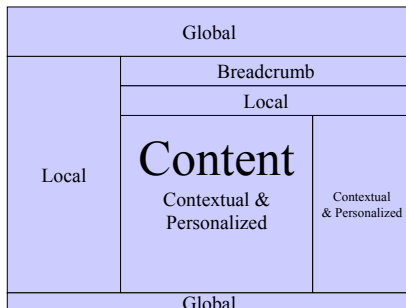 Global
Breadcrumb
Local
Local
Content
Contextual &
Personalized
Contextual
& Personalized
Global